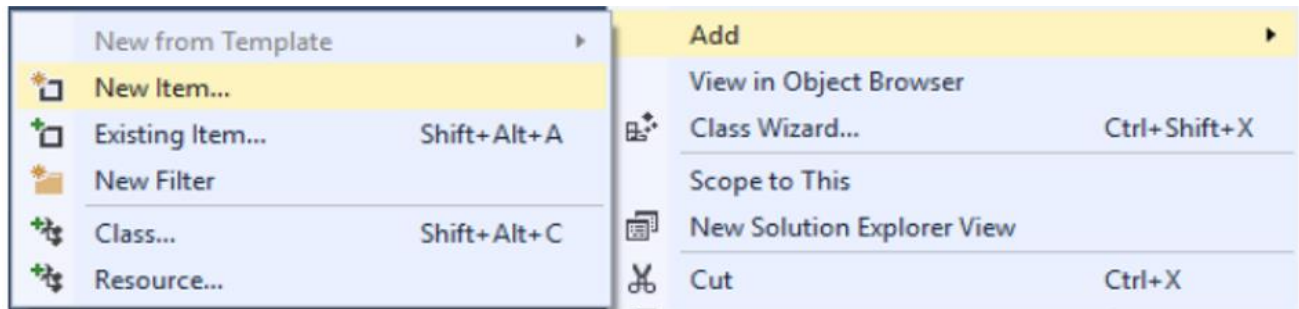 New from Template
New Item...
Existing Item... Shift+Alt+A
New Filter
Class... Shift+Alt+C
Resource...
Add
View in Object Browser
Class Wizard... Ctrl+Shift+X
Scope to This
New Solution Explorer View
Cut Ctrl+X